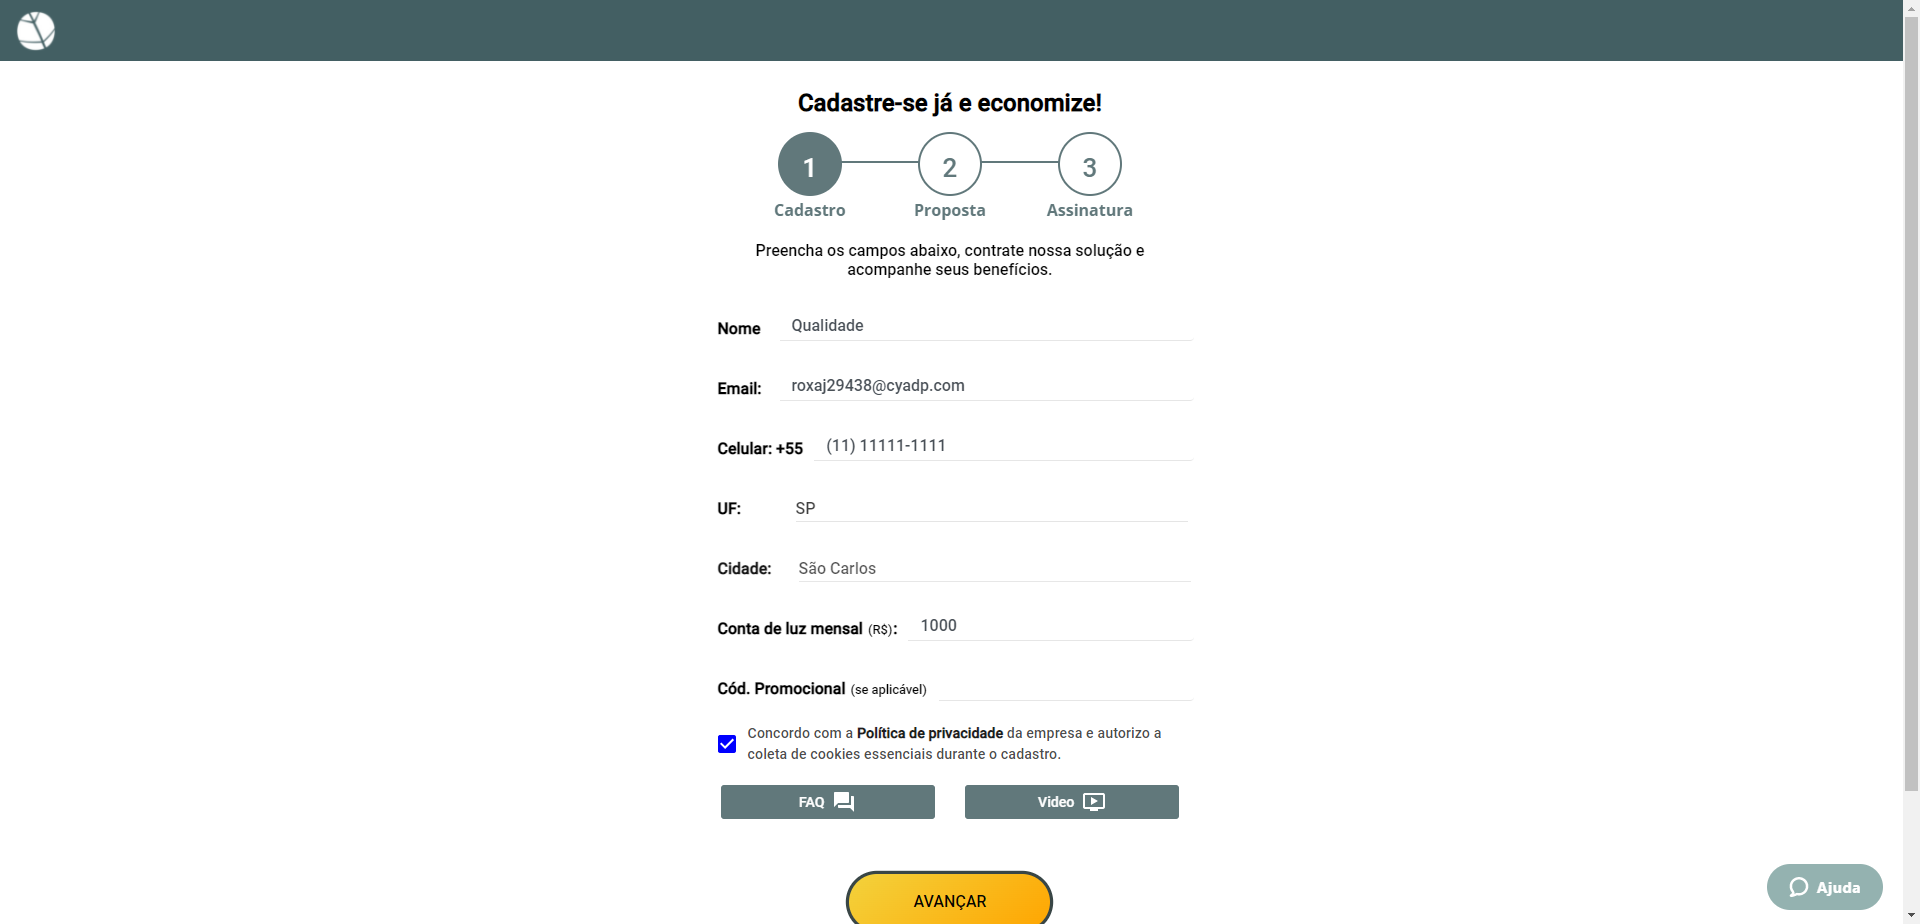 Cadastre-se já e economize!
1 2 3
Cadastro Proposta Assinatura
Preencha os campos abaixo, contrate nossa solução e
acompanhe seus benefícios.
Nome Qualidade
Email: roxaj29438@cyadp.com
Celular: +55 (11) 11111-1111
UF: SP
Cidade: São Carlos
Conta de luz mensal (R$): 1000
Cód. Promocional (se aplicável)
Concordo com a Política de privacidade da empresa e autorizo a
coleta de cookies essenciais durante o cadastro.
FAQ Video
AVANÇAR
Ajuda